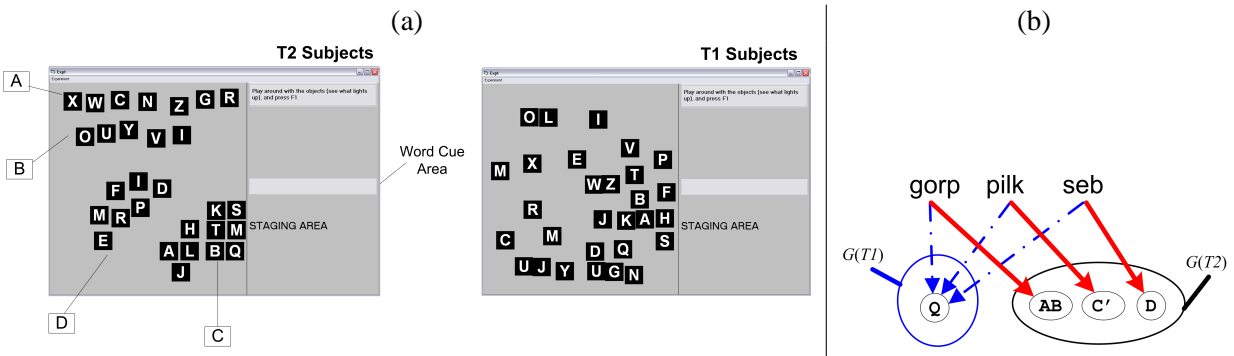 (a)
(b)
T2 Subjects
T1 Subjects
Expt
Experiment
X W C N Z G R
O U Y V I
F I D
M R P
E
K S
H T M
A L B Q
J
Play around with the objects (see what lights
up), and press F1
STAGING AREA
A
B
C
D
Word Cue
Area
Expt
Experiment
O L I
V
M X E P
W Z T F
B
R J K A H
C M S
D Q
U J Y U G N
Play around with the objects (see what lights
up), and press F1
STAGING AREA
gorp pilk seb
G(T1)
G(T2)
Q
AB C′ D